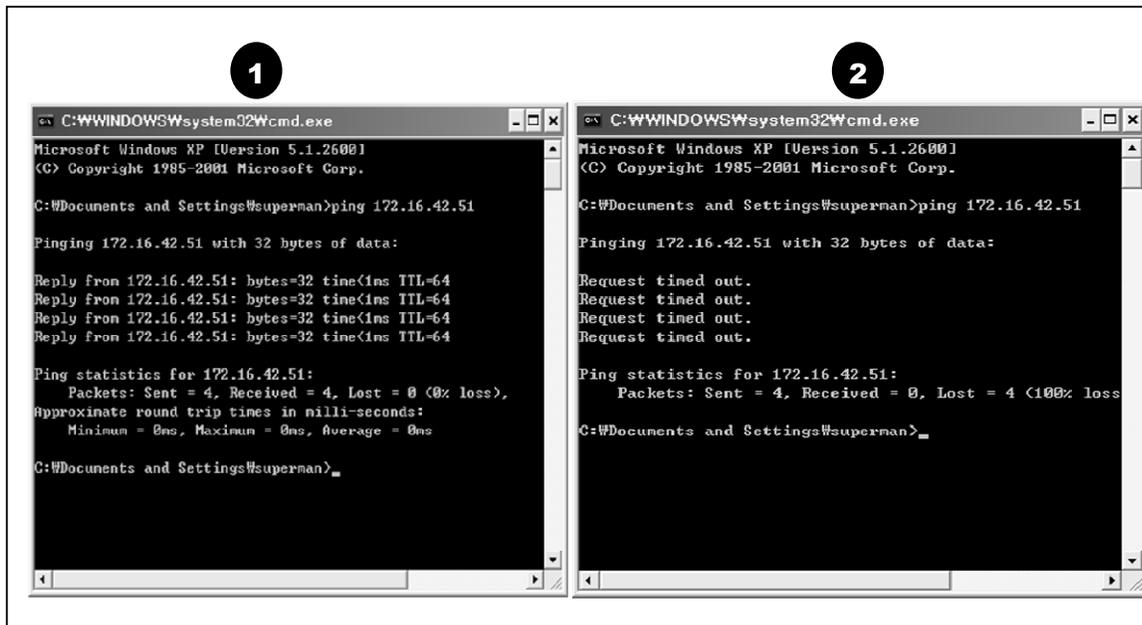 1
C:₩WINDOWS₩system32₩cmd.exe
Microsoft Windows XP [Version 5.1.2600]
(C) Copyright 1985-2001 Microsoft Corp.
C:₩Documents and Settings₩superman>ping 172.16.42.51
Pinging 172.16.42.51 with 32 bytes of data:
Reply from 172.16.42.51: bytes=32 time<1ms TTL=64
Reply from 172.16.42.51: bytes=32 time<1ms TTL=64
Reply from 172.16.42.51: bytes=32 time<1ms TTL=64
Reply from 172.16.42.51: bytes=32 time<1ms TTL=64
Ping statistics for 172.16.42.51:
Packets: Sent = 4, Received = 4, Lost = 0 (0% loss),
Approximate round trip times in milli-seconds:
Minimum = 0ms, Maximum = 0ms, Average = 0ms
C:₩Documents and Settings₩superman>_
2
C:₩WINDOWS₩system32₩cmd.exe
Microsoft Windows XP [Version 5.1.2600]
(C) Copyright 1985-2001 Microsoft Corp.
C:₩Documents and Settings₩superman>ping 172.16.42.51
Pinging 172.16.42.51 with 32 bytes of data:
Request timed out.
Request timed out.
Request timed out.
Request timed out.
Ping statistics for 172.16.42.51:
Packets: Sent = 4, Received = 0, Lost = 4 (100% loss
C:₩Documents and Settings₩superman>_